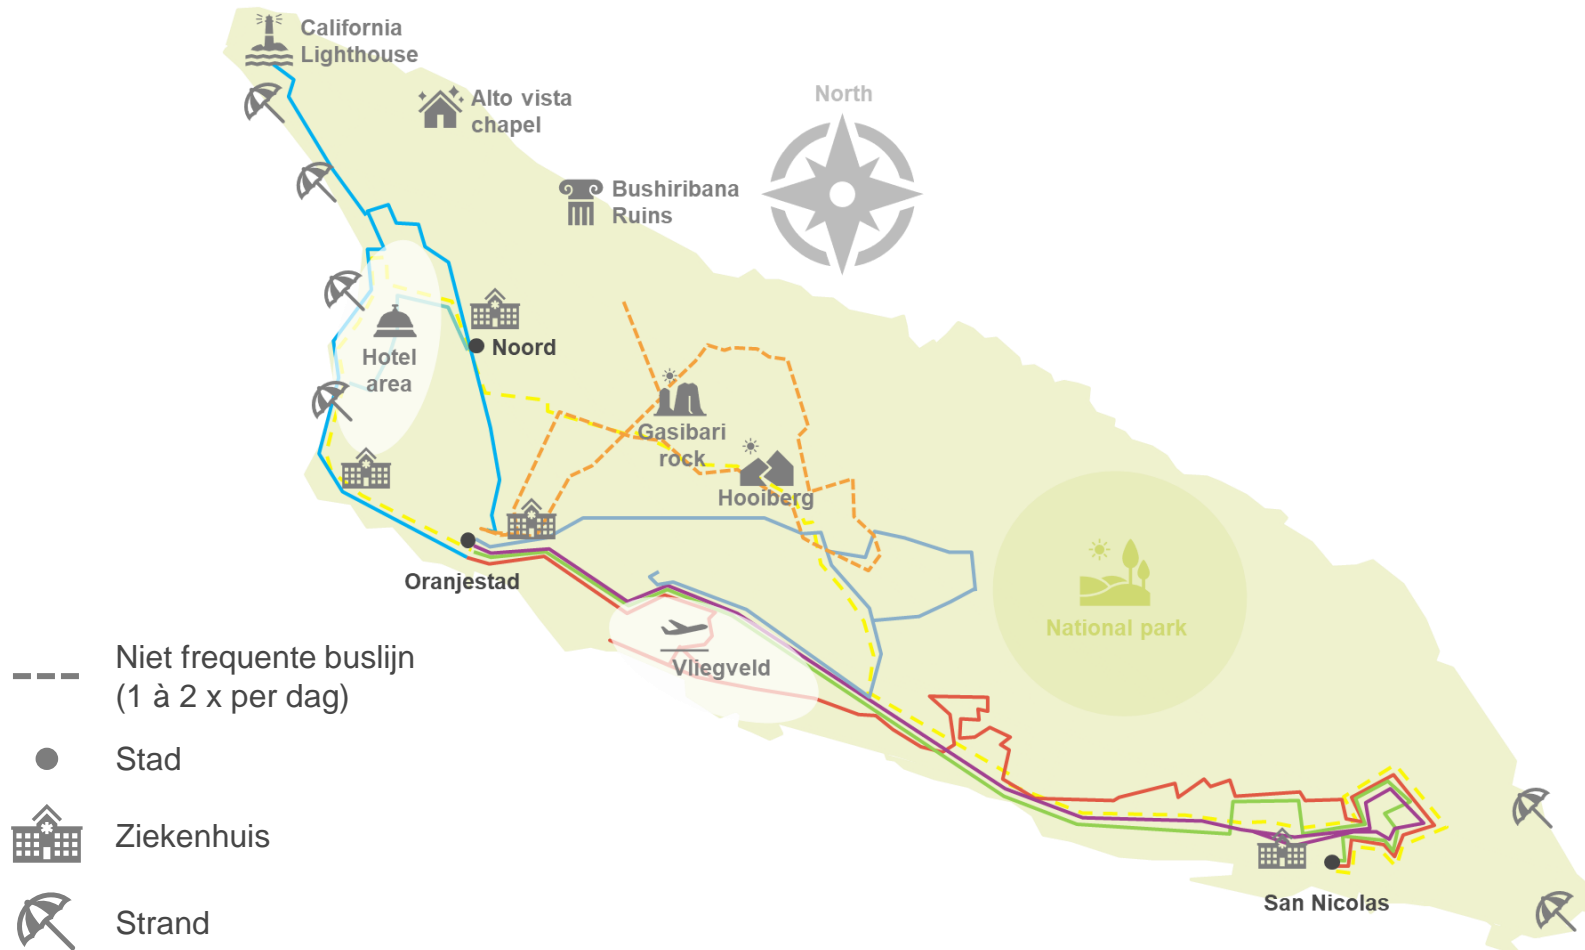 California
Lighthouse
Alto vista
chapel
North
Bushiribana
Ruins
Noord
Hotel
area
Gasibari
rock
Hooiberg
Oranjestad
National park
Vliegveld
San Nicolas
Niet frequente buslijn
(1 à 2 x per dag)
Stad
Ziekenhuis
Strand